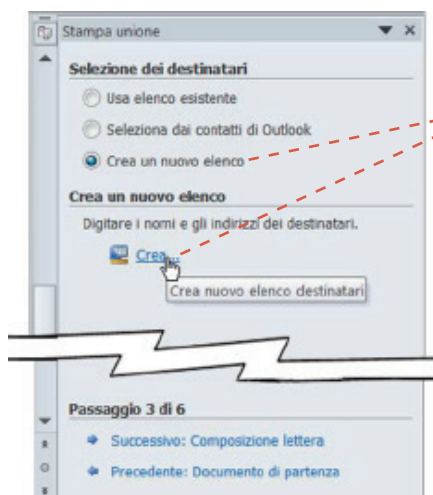 Stampa unione
Selezione dei destinatari
Usa elenco esistente
Seleziona dai contatti di Outlook
Crea un nuovo elenco
Crea un nuovo elenco
Digitare i nomi e gli indirizzi dei destinatari.
Crea...
Crea nuovo elenco destinatari
Passaggio 3 di 6
Successivo: Composizione lettera
Precedente: Documento di partenza